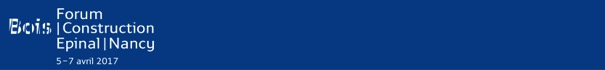 Forum
Bois | Construction
Epinal | Nancy
5-7 avril 2017